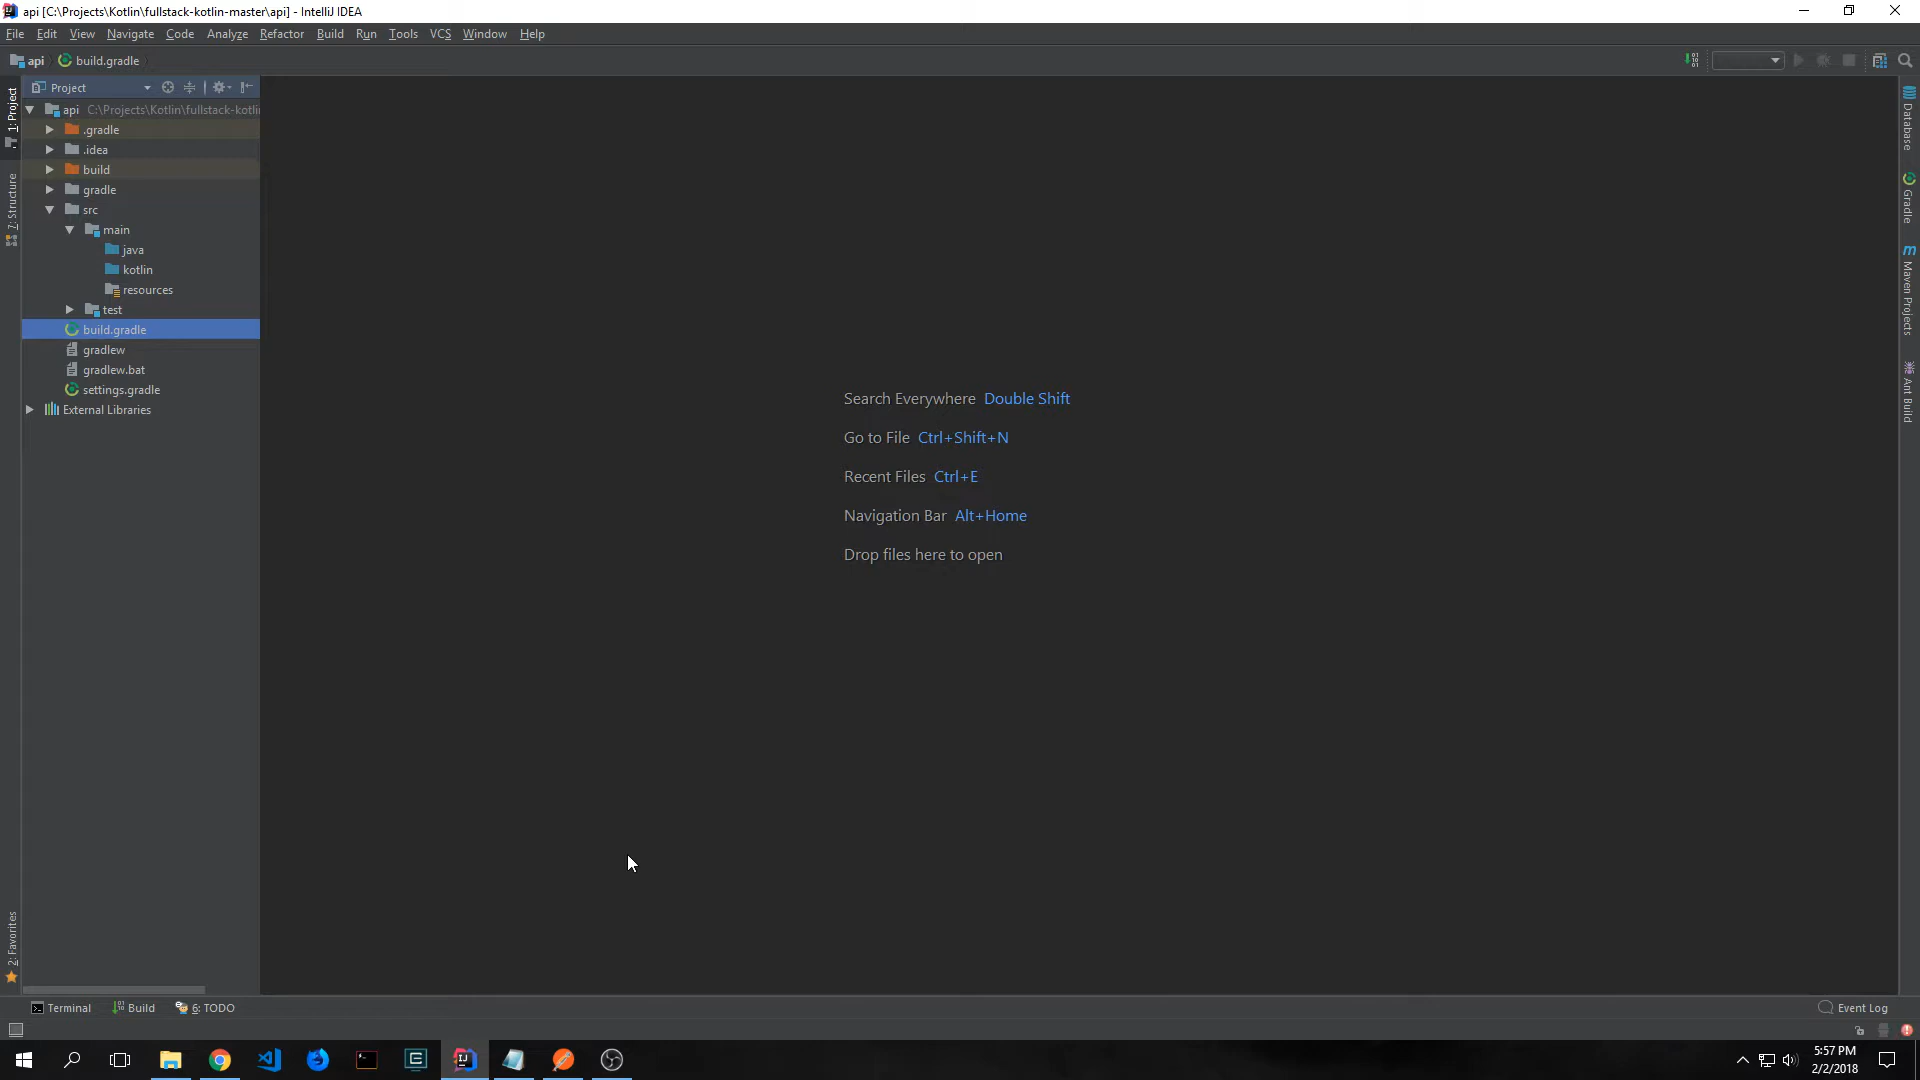 api [C:\Projects\Kotlin\fullstack-kotlin-master\api] - IntelliJ IDEA
File Edit View Navigate Code Analyze Refactor Build Run Tools VCS Window Help
api build.gradle
Project
api C:\Projects\Kotlin\fullstack-kotli
.gradle
.idea
build
gradle
src
main
java
kotlin
resources
test
build.gradle
gradlew
gradlew.bat
settings.gradle
External Libraries
1: Project
7: Structure
2: Favorites
Search Everywhere Double Shift
Go to File Ctrl+Shift+N
Recent Files Ctrl+E
Navigation Bar Alt+Home
Drop files here to open
Database
Gradle
Maven Projects
Ant Build
Terminal Build 6: TODO Event Log
5:57 PM
2/2/2018